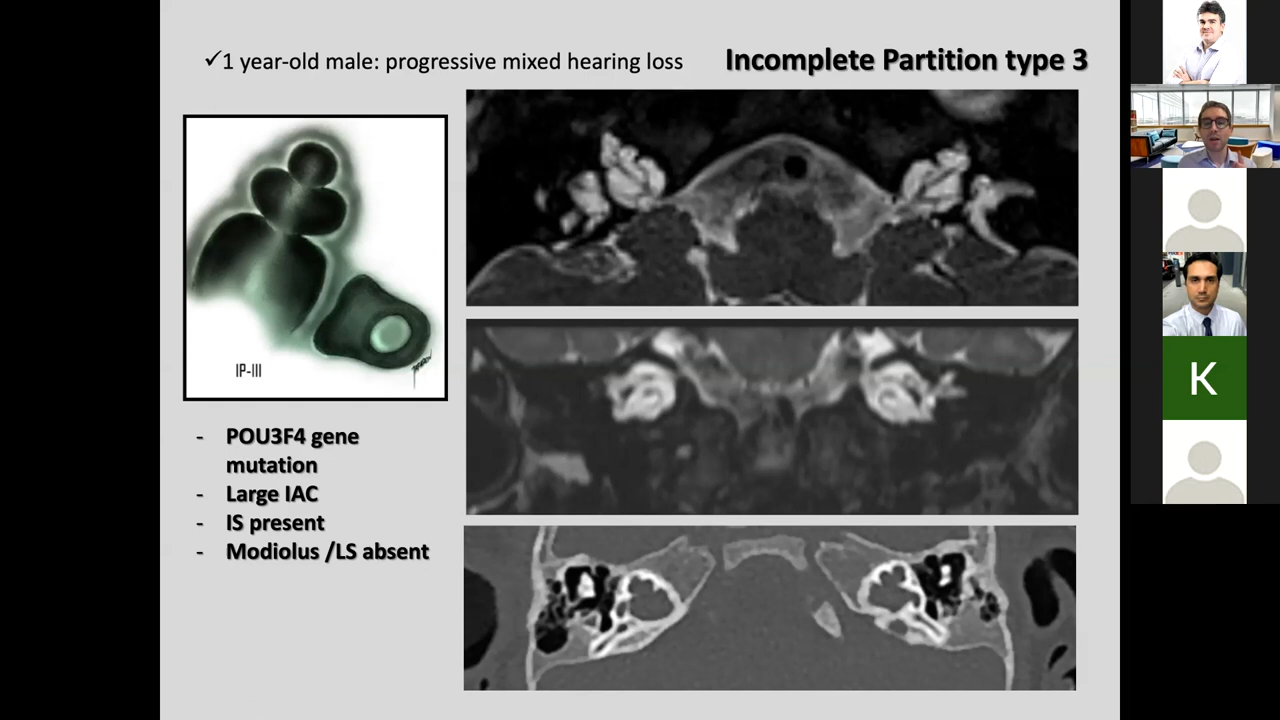 ✓1 year-old male: progressive mixed hearing loss
Incomplete Partition type 3
IP-III
- POU3F4 gene
mutation
- Large IAC
- IS present
- Modiolus /LS absent
K